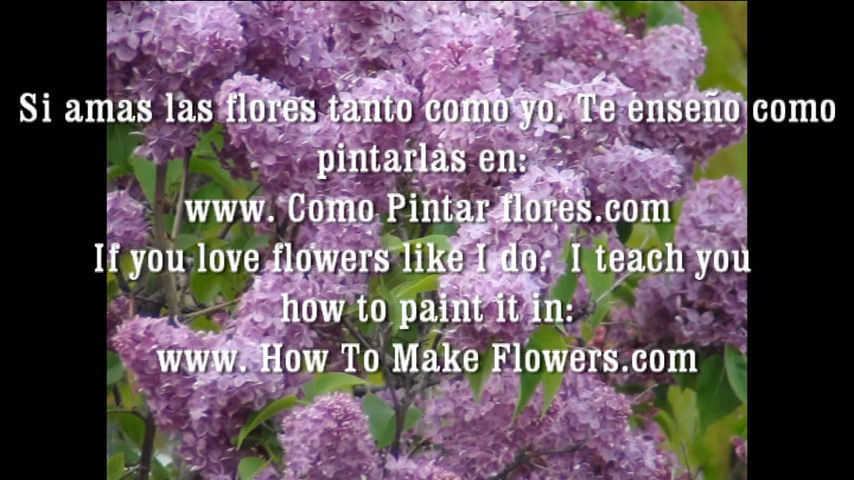 Si amas las flores tanto como yo. Te enseño como
pintarlas en:
www. Como Pintar flores.com
If you love flowers like I do.  I teach you
how to paint it in:
www. How To Make Flowers.com